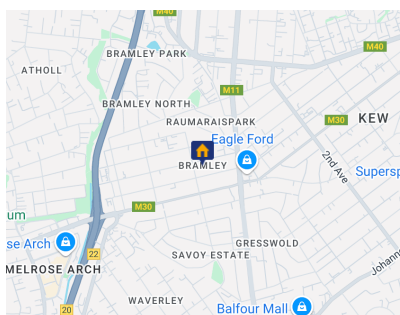 M40
M40
BRAMLEY PARK
ATHOLL
M11
BRAMLEY NORTH
RAUMARAISPARK
M30
KEW
Eagle Ford
2nd Ave
BRAMLEY
Supersp
M30
um
se Arch
22
GRESSWOLD
SAVOY ESTATE
MELROSE ARCH
Johanne
WAVERLEY
20
Balfour Mall